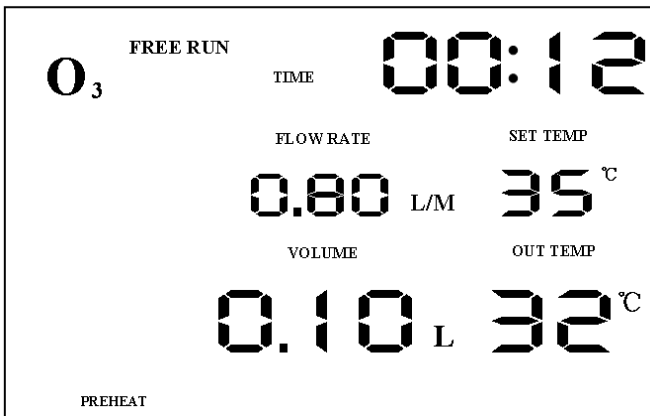 O₃ FREE RUN TIME 00:12
FLOW RATE SET TEMP
0.80 L/M 35 ℃
VOLUME OUT TEMP
0.10 L 32 ℃
PREHEAT